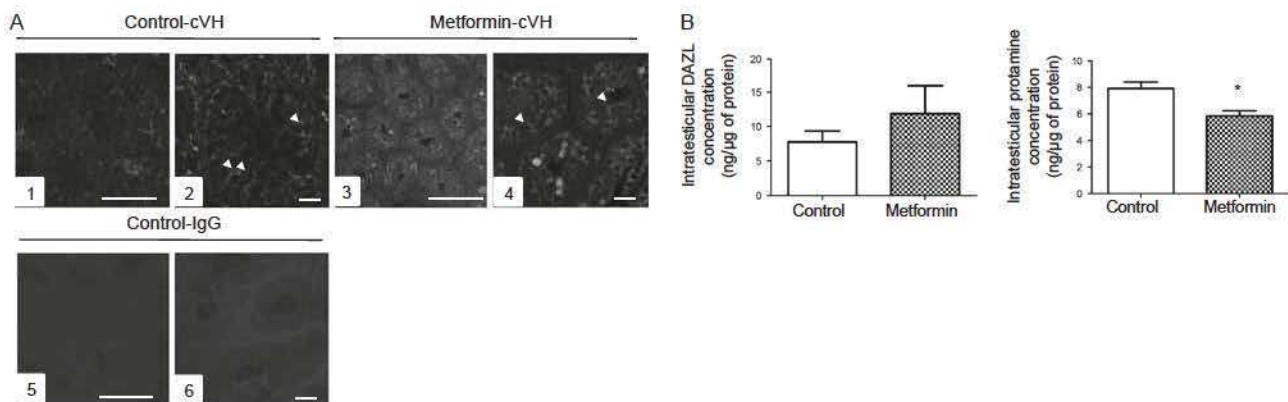 A
Control-cVH
Metformin-cVH
1
2
3
4
Control-IgG
5
6
B
Intratesticular DAZL
concentration
(ng/µg of protein)
20
15
10
5
0
Control
Metformin
Intratesticular protamine
concentration
(ng/µg of protein)
10
8
6
4
2
0
*
Control
Metformin